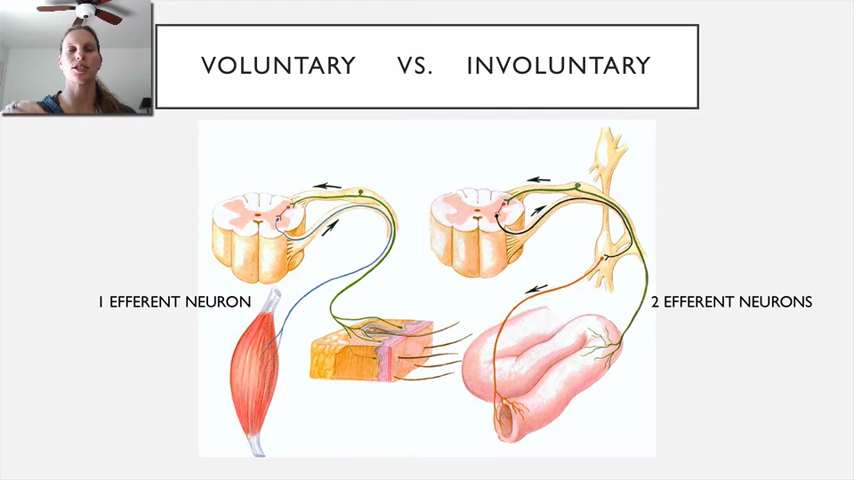 VOLUNTARY VS. INVOLUNTARY
1 EFFERENT NEURON
2 EFFERENT NEURONS